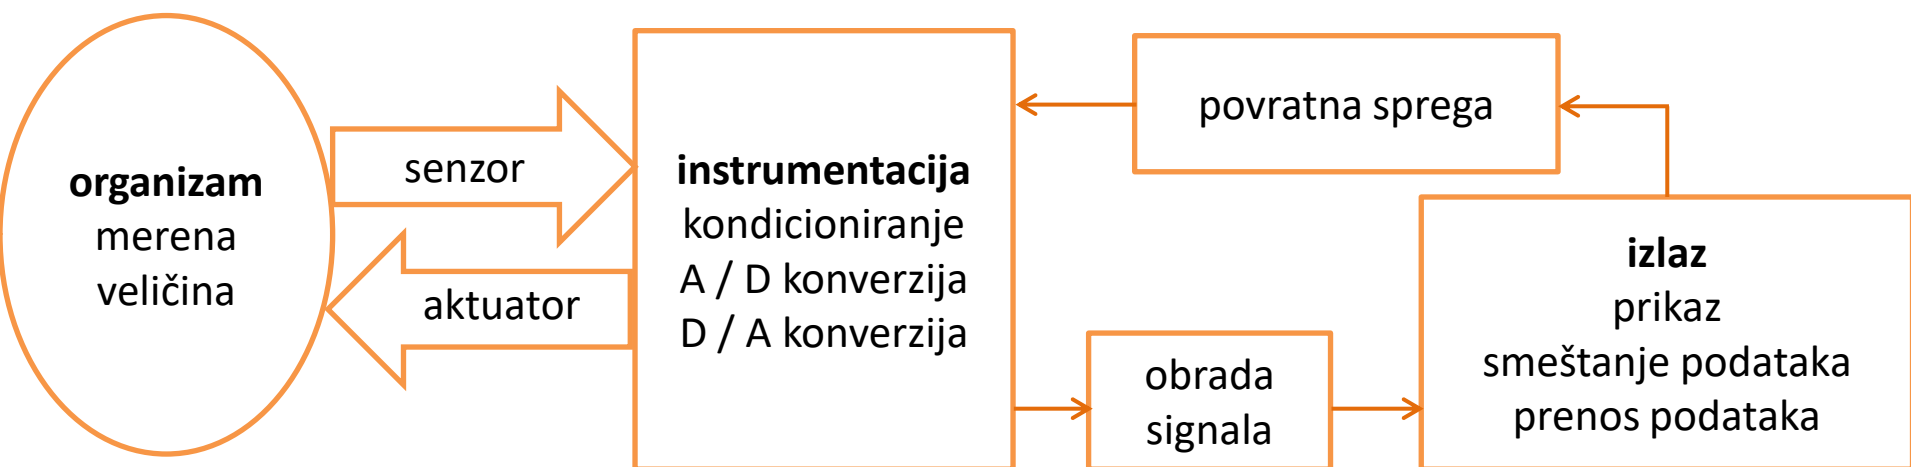 organizam
merena
veličina
senzor
aktuator
instrumentacija
kondicioniranje
A / D konverzija
D / A konverzija
povratna sprega
obrada
signala
izlaz
prikaz
smeštanje podataka
prenos podataka